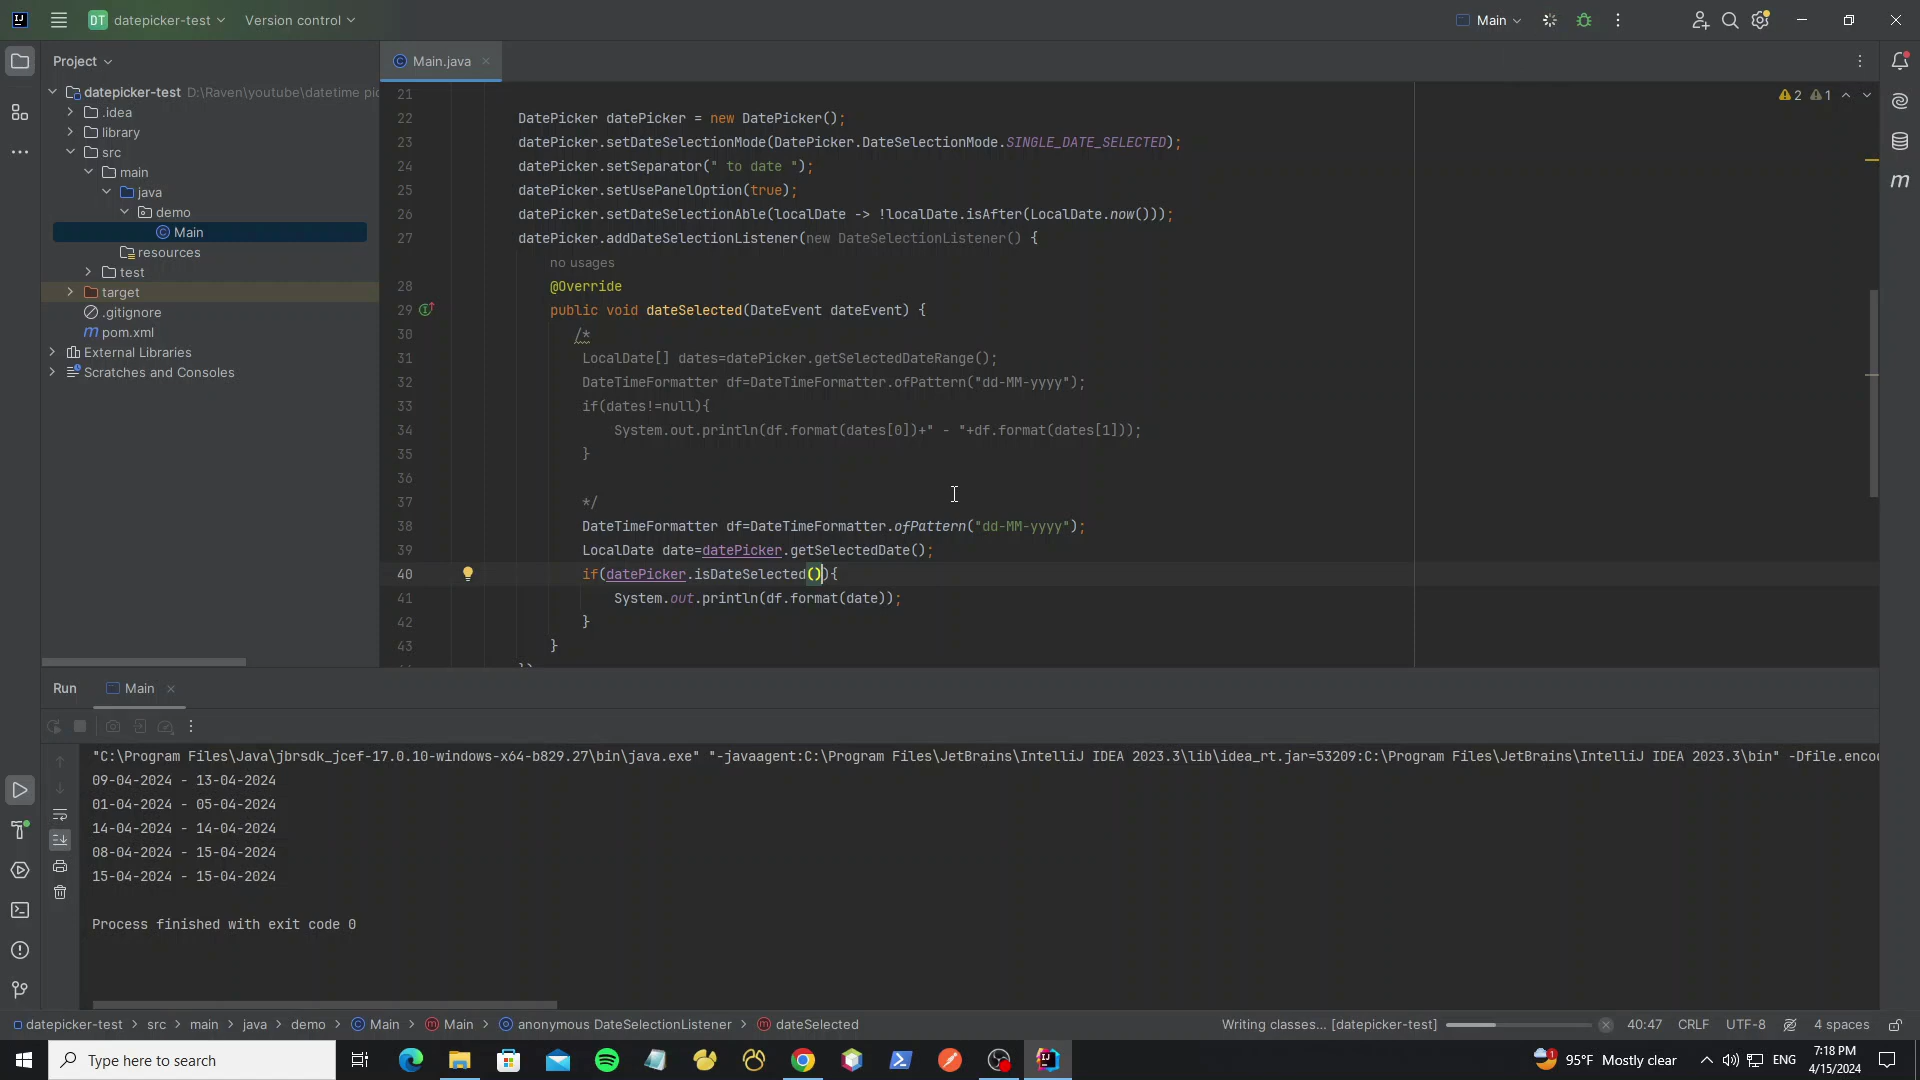 DT datepicker-test Version control Main
Project
Main.java
datepicker-test D:\Raven\youtube\datetime pic
.idea
library
src
main
java
demo
Main
resources
test
target
.gitignore
m pom.xml
External Libraries
Scratches and Consoles
2 1
21
22 DatePicker datePicker = new DatePicker();
23 datePicker.setDateSelectionMode(DatePicker.DateSelectionMode.SINGLE_DATE_SELECTED);
24 datePicker.setSeparator(" to date ");
25 datePicker.setUsePanelOption(true);
26 datePicker.setDateSelectionAble(localDate -> !localDate.isAfter(LocalDate.now()));
27 datePicker.addDateSelectionListener(new DateSelectionListener() {
no usages
28 @Override
29 public void dateSelected(DateEvent dateEvent) {
30 /*
31 LocalDate[] dates=datePicker.getSelectedDateRange();
32 DateTimeFormatter df=DateTimeFormatter.ofPattern("dd-MM-yyyy");
33 if(dates!=null){
34 System.out.println(df.format(dates[0])+" - "+df.format(dates[1]));
35 }
36
37 */
38 DateTimeFormatter df=DateTimeFormatter.ofPattern("dd-MM-yyyy");
39 LocalDate date=datePicker.getSelectedDate();
40 if(datePicker.isDateSelected()){
41 System.out.println(df.format(date));
42 }
43 }
Run Main
"C:\Program Files\Java\jbrsdk_jcef-17.0.10-windows-x64-b829.27\bin\java.exe" "-javaagent:C:\Program Files\JetBrains\IntelliJ IDEA 2023.3\lib\idea_rt.jar=53209:C:\Program Files\JetBrains\IntelliJ IDEA 2023.3\bin" -Dfile.encou
09-04-2024 - 13-04-2024
01-04-2024 - 05-04-2024
14-04-2024 - 14-04-2024
08-04-2024 - 15-04-2024
15-04-2024 - 15-04-2024
Process finished with exit code 0
datepicker-test > src > main > java > demo > Main > Main > anonymous DateSelectionListener > dateSelected Writing classes... [datepicker-test] 40:47 CRLF UTF-8 4 spaces
Type here to search 95°F Mostly clear ENG 7:18 PM
4/15/2024